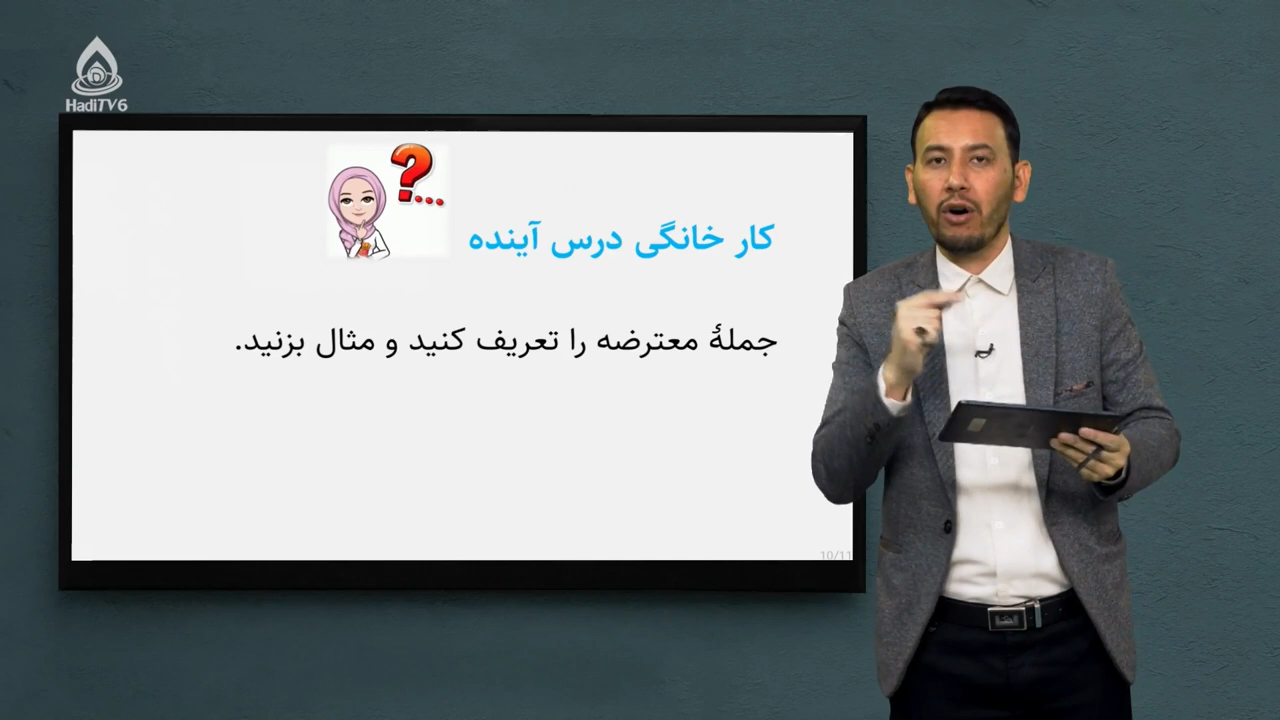 HadiTV6
?...
کار خانگی درس آینده
جملهٔ معترضه را تعریف کنید و مثال بزنید.
10/11